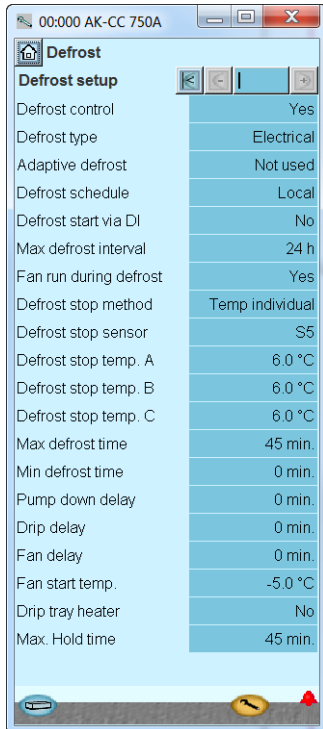 00:000 AK-CC 750A
Defrost
Defrost setup
Defrost control Yes
Defrost type Electrical
Adaptive defrost Not used
Defrost schedule Local
Defrost start via DI No
Max defrost interval 24 h
Fan run during defrost Yes
Defrost stop method Temp individual
Defrost stop sensor S5
Defrost stop temp. A 6.0 °C
Defrost stop temp. B 6.0 °C
Defrost stop temp. C 6.0 °C
Max defrost time 45 min.
Min defrost time 0 min.
Pump down delay 0 min.
Drip delay 0 min.
Fan delay 0 min.
Fan start temp. -5.0 °C
Drip tray heater No
Max. Hold time 45 min.